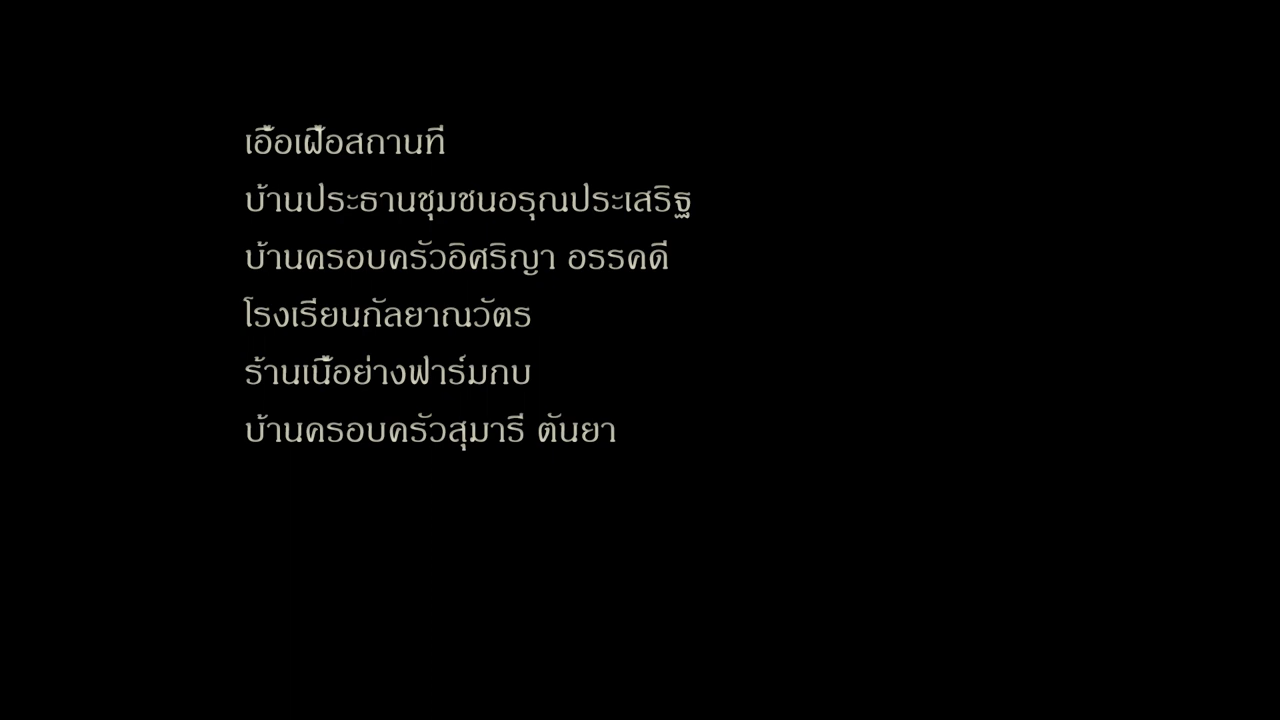 เอื้อเฟื้อสถานที่
บ้านประธานชุมชนอรุณประเสริฐ
บ้านครอบครัวอิศริญา อรรคดี
โรงเรียนกัลยาณวัตร
ร้านเนื้อย่างฟาร์มกบ
บ้านครอบครัวสุมารี ตันยา